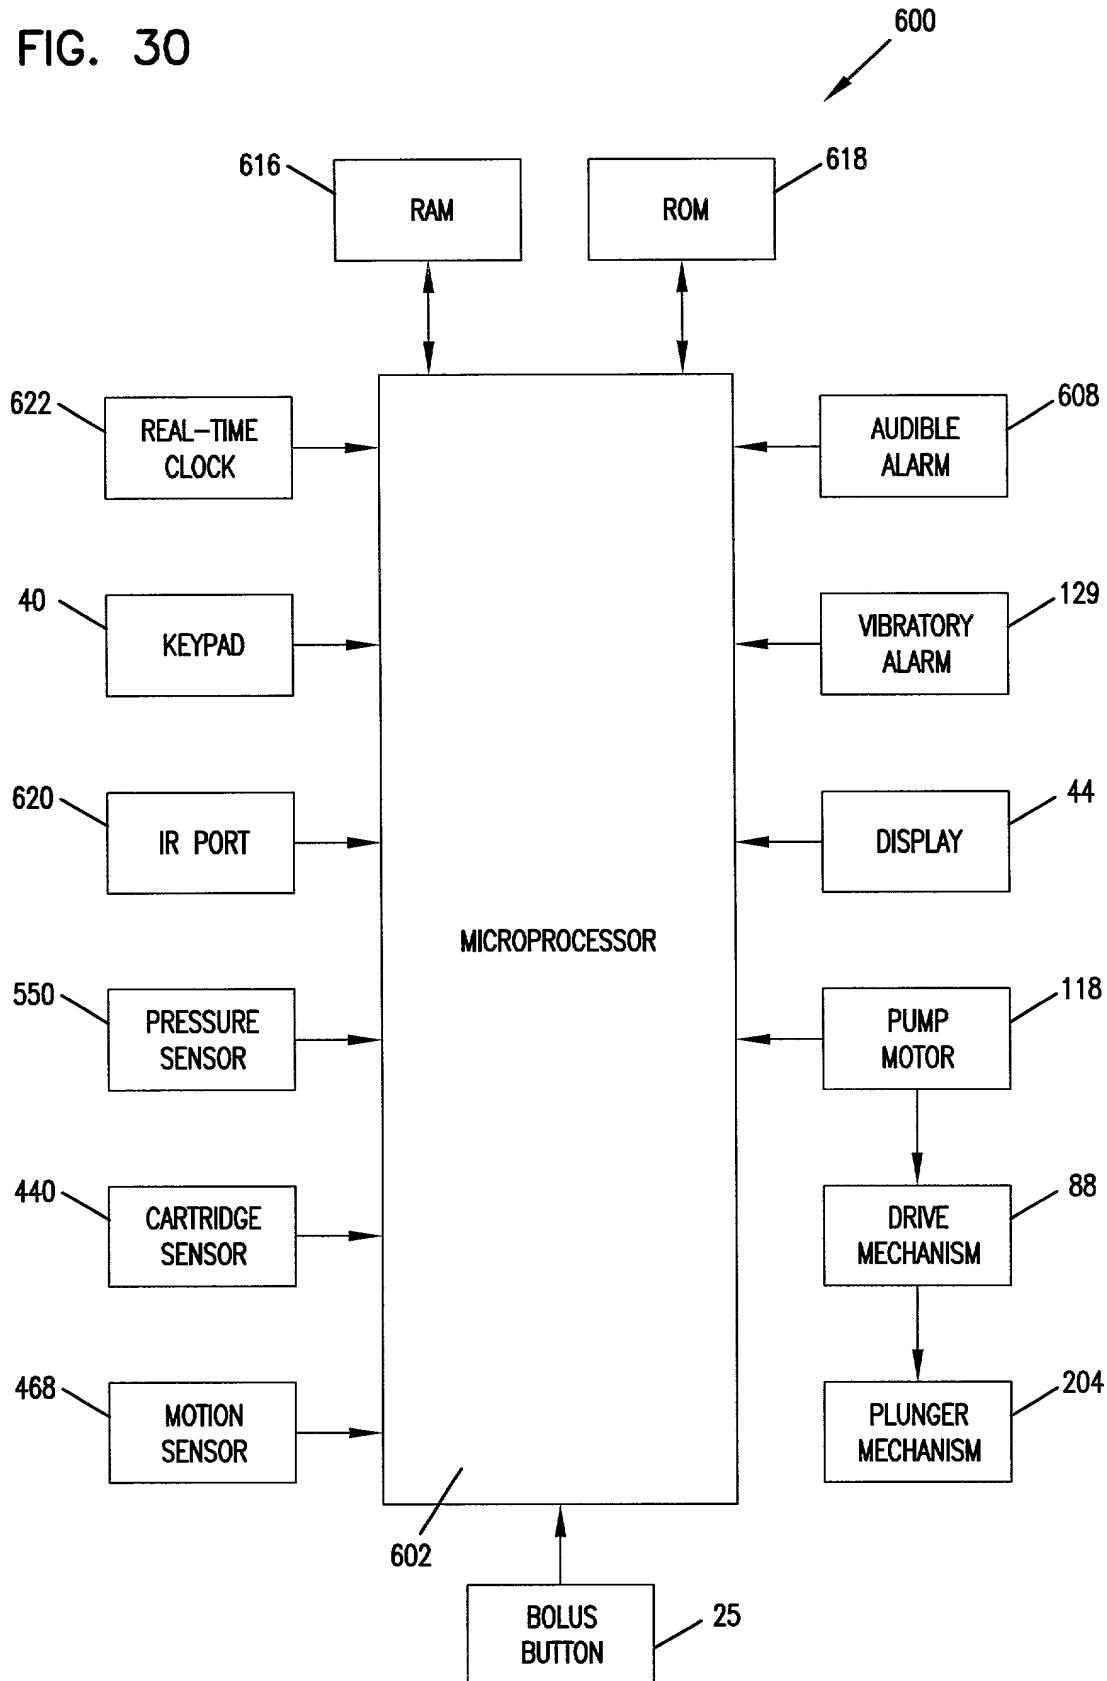 FIG. 30
600
616
RAM
618
ROM
622
REAL-TIME
CLOCK
608
AUDIBLE
ALARM
40
KEYPAD
129
VIBRATORY
ALARM
620
IR PORT
44
DISPLAY
MICROPROCESSOR
550
PRESSURE
SENSOR
118
PUMP
MOTOR
440
CARTRIDGE
SENSOR
88
DRIVE
MECHANISM
468
MOTION
SENSOR
204
PLUNGER
MECHANISM
602
BOLUS
BUTTON
25